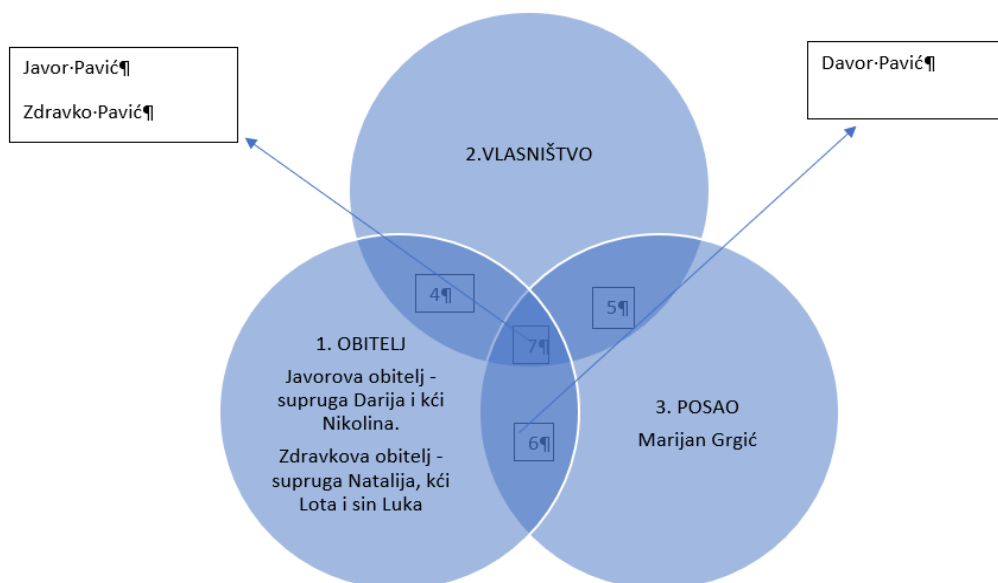 Javor·Pavić¶
Zdravko·Pavić¶
Davor·Pavić¶
2.VLASNIŠTVO
4¶
5¶
7¶
1. OBITELJ
Javorova obitelj -
supruga Darija i kći
Nikolina.
Zdravkova obitelj -
supruga Natalija, kći
Lota i sin Luka
6¶
3. POSAO
Marijan Grgić